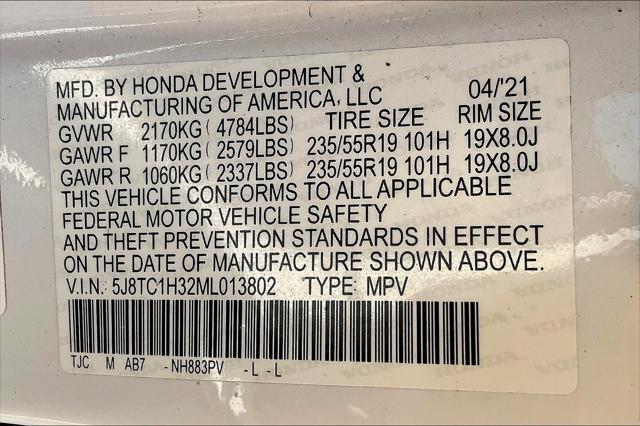 MFD. BY HONDA DEVELOPMENT & 04/'21
MANUFACTURING OF AMERICA, LLC
GVWR 2170KG ( 4784LBS) TIRE SIZE RIM SIZE
GAWR F 1170KG ( 2579LBS) 235/55R19 101H 19X8.0J
GAWR R 1060KG ( 2337LBS) 235/55R19 101H 19X8.0J
THIS VEHICLE CONFORMS TO ALL APPLICABLE
FEDERAL MOTOR VEHICLE SAFETY
AND THEFT PREVENTION STANDARDS IN EFFECT
ON THE DATE OF MANUFACTURE SHOWN ABOVE.
V.I.N.: 5J8TC1H32ML013802 TYPE: MPV
TJC M AB7 -NH883PV -L -L